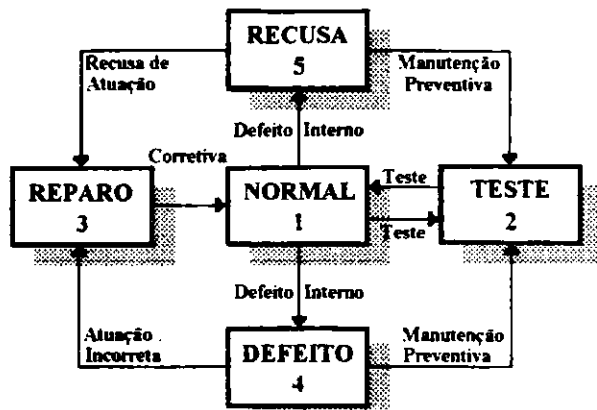 RECUSA
5
Recusa de
Atuação
Manutenção
Preventiva
Defeito Interno
Corretiva
REPARO
3
NORMAL
1
Teste
Teste
TESTE
2
Defeito Interno
Atuação
Incorreta
DEFEITO
4
Manutenção
Preventiva